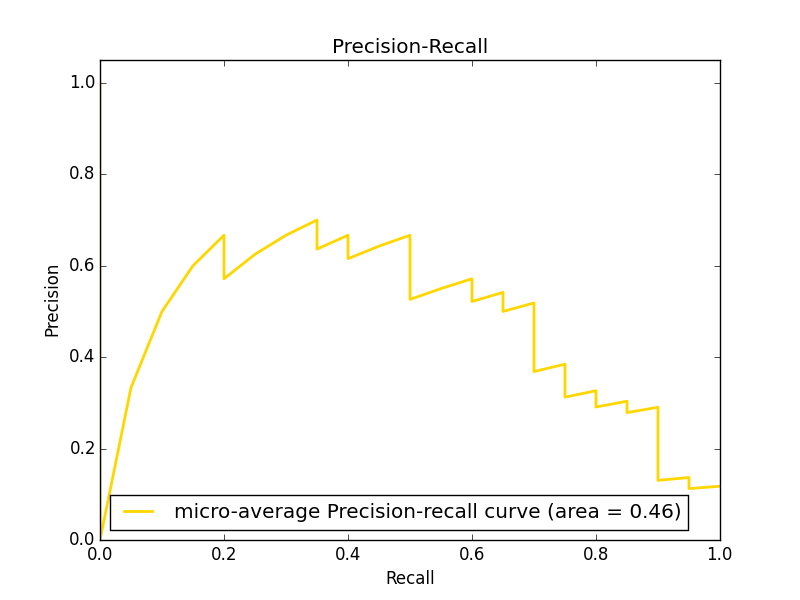 Precision-Recall
1.0
0.8
0.6
0.4
0.2
0.0
Precision
micro-average Precision-recall curve (area = 0.46)
0.0 0.2 0.4 0.6 0.8 1.0
Recall